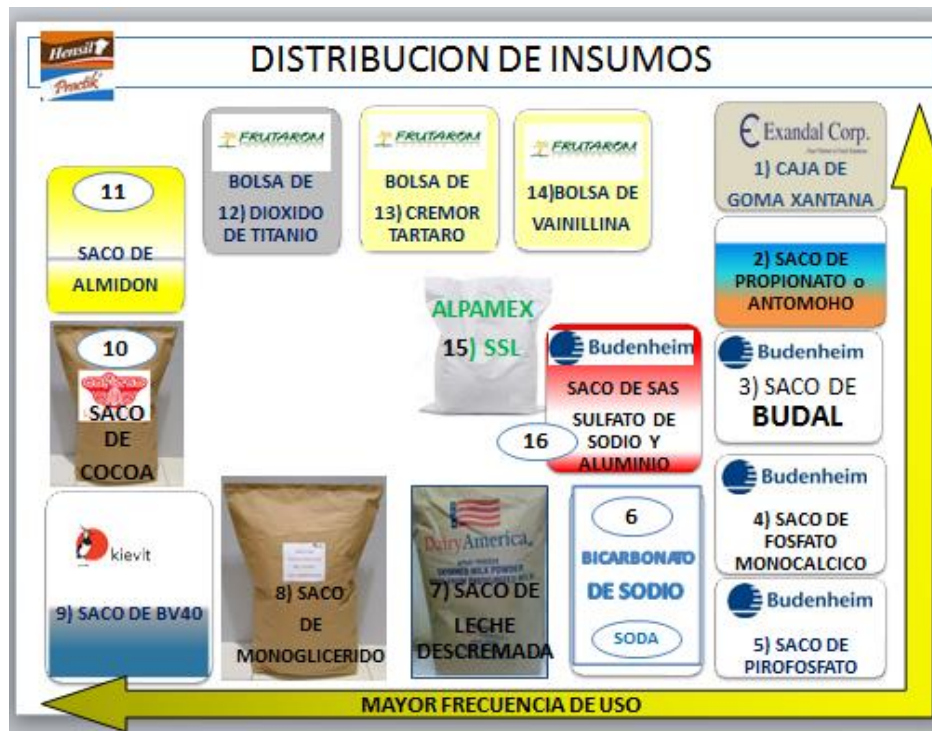 Hensil
Practik'
DISTRIBUCION DE INSUMOS
FRUTAROM
BOLSA DE
12) DIOXIDO
DE TITANIO
FRUTAROM
BOLSA DE
13) CREMOR
TARTARO
FRUTAROM
14)BOLSA DE
VAINILLINA
Exandal Corp.
1) CAJA DE
GOMA XANTANA
11
SACO DE
ALMIDON
2) SACO DE
PROPIONATO o
ANTOMOHO
ALPAMEX
15) SSL
10
SACO
DE
COCOA
Budenheim
SACO DE SAS
SULFATO DE
SODIO Y
ALUMINIO
16
Budenheim
3) SACO DE
BUDAL
Budenheim
4) SACO DE
FOSFATO
MONOCALCICO
kievit
9) SACO DE BV40
8) SACO
DE
MONOGLICERIDO
DairyAmerica
7) SACO DE
LECHE
DESCREMADA
6
BICARBONATO
DE SODIO
SODA
Budenheim
5) SACO DE
PIROFOSFATO
MAYOR FRECUENCIA DE USO